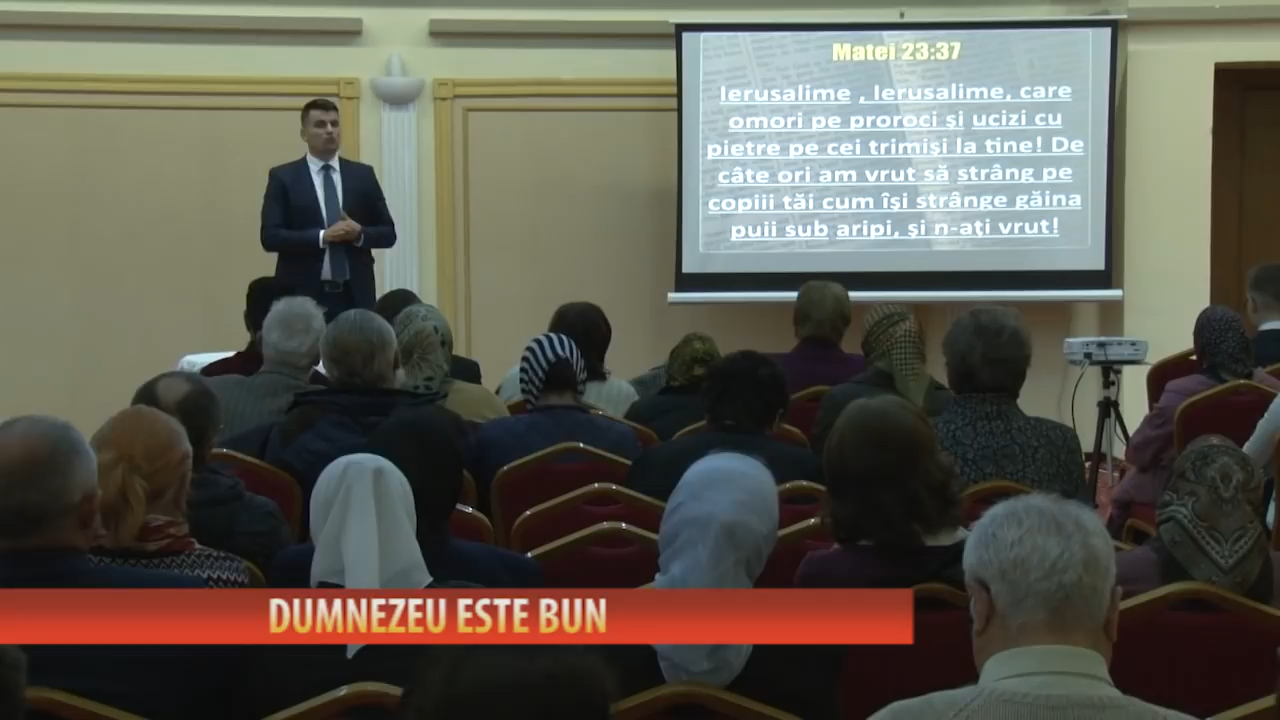 Matei 23:37
Ierusalime , Ierusalime, care
omori pe proroci și ucizi cu
pietre pe cei trimiși la tine! De
câte ori am vrut să strâng pe
copiii tăi cum își strânge găina
puii sub aripi, și n-ați vrut!
DUMNEZEU ESTE BUN